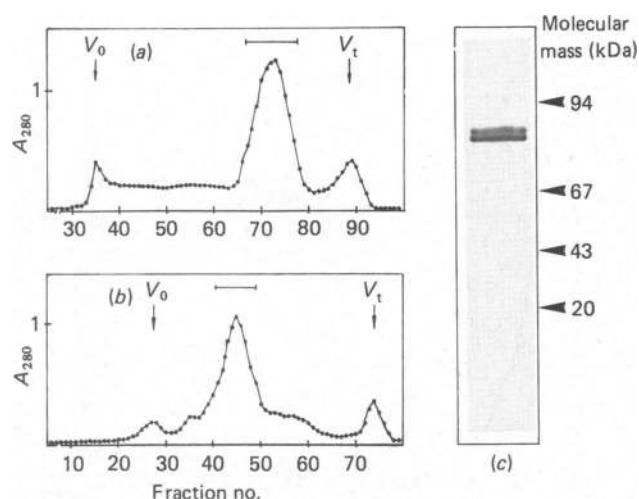 V0
(a)
Vt
1
A280
30 40 50 60 70 80 90
V0
(b)
Vt
1
A280
10 20 30 40 50 60 70
Fraction no.
Molecular
mass (kDa)
94
67
43
20
(c)